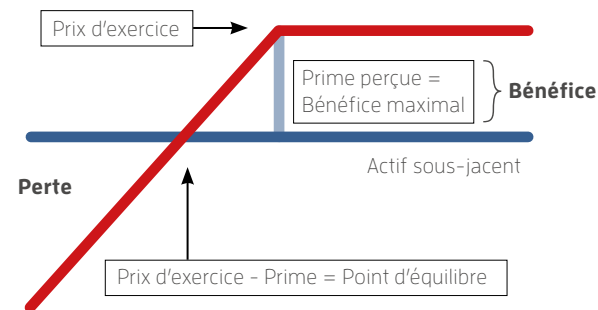 Prix d'exercice
Prime perçue =
Bénéfice maximal
Bénéfice
Actif sous-jacent
Perte
Prix d'exercice - Prime = Point d'équilibre